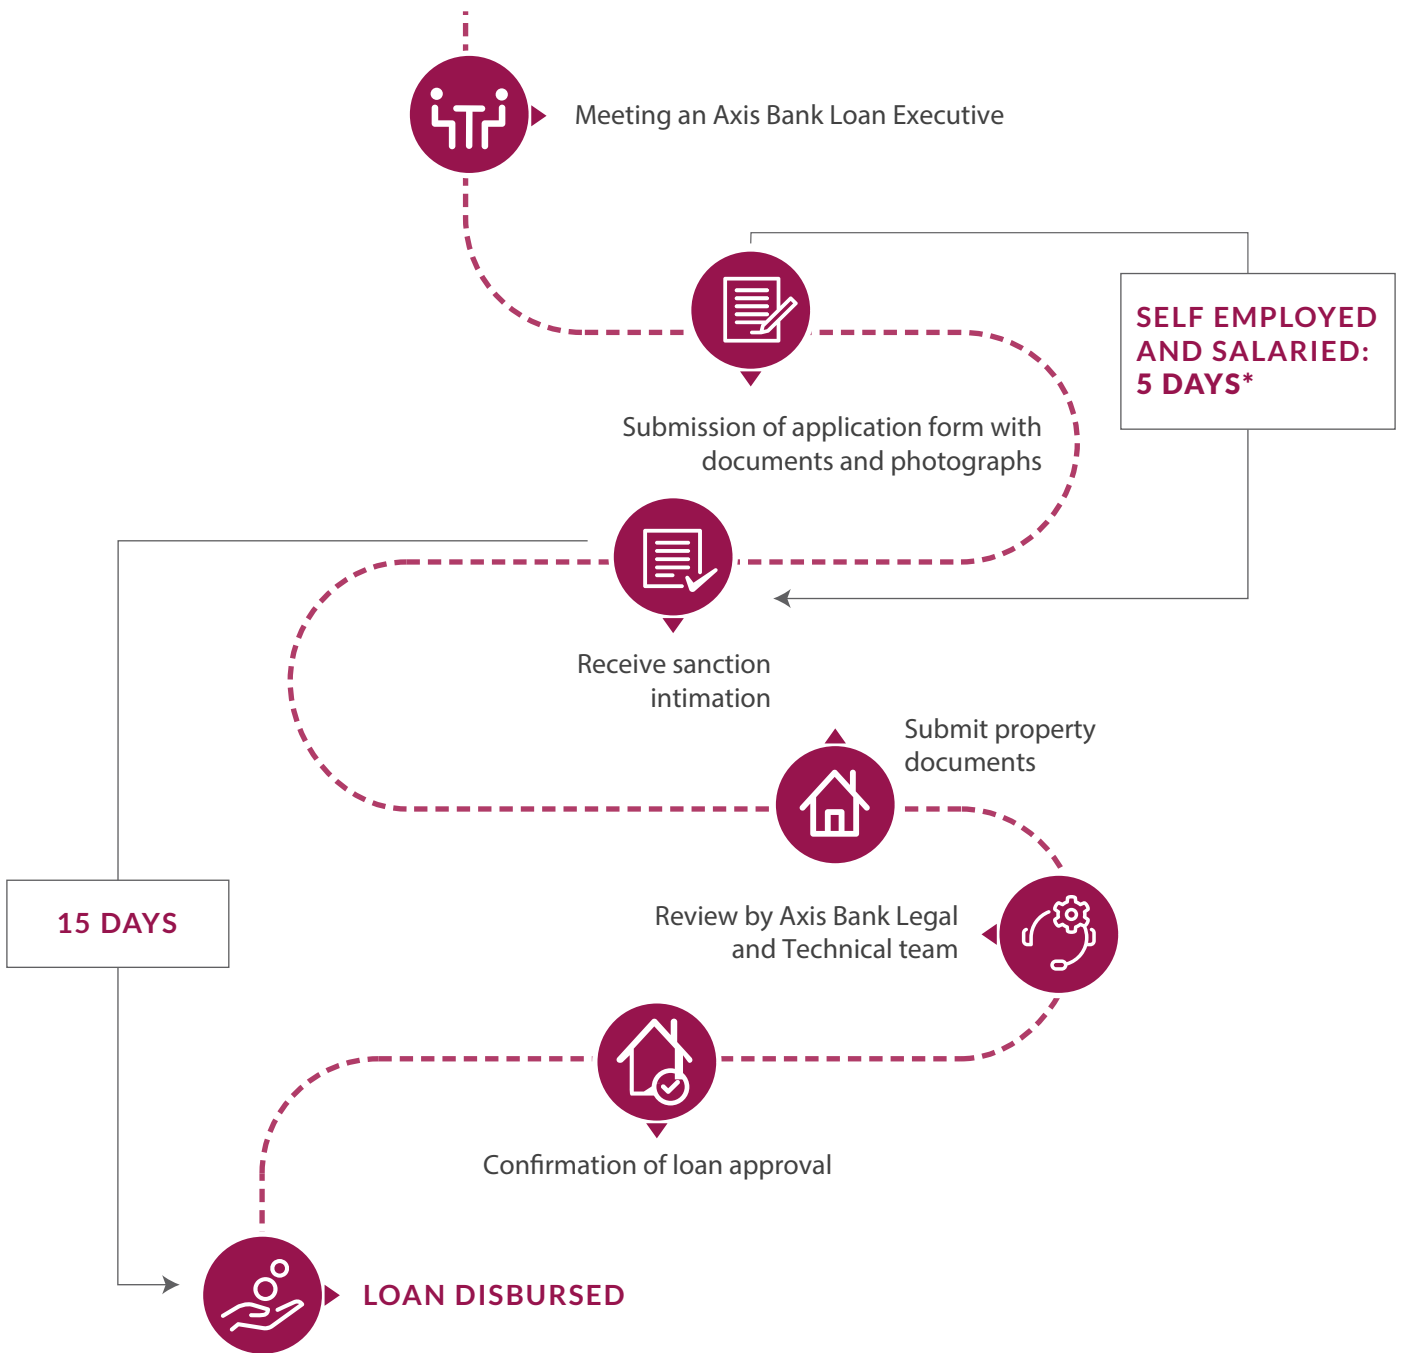 Meeting an Axis Bank Loan Executive
SELF EMPLOYED
AND SALARIED:
5 DAYS*
Submission of application form with
documents and photographs
Receive sanction
intimation
Submit property
documents
15 DAYS
Review by Axis Bank Legal
and Technical team
Confirmation of loan approval
LOAN DISBURSED